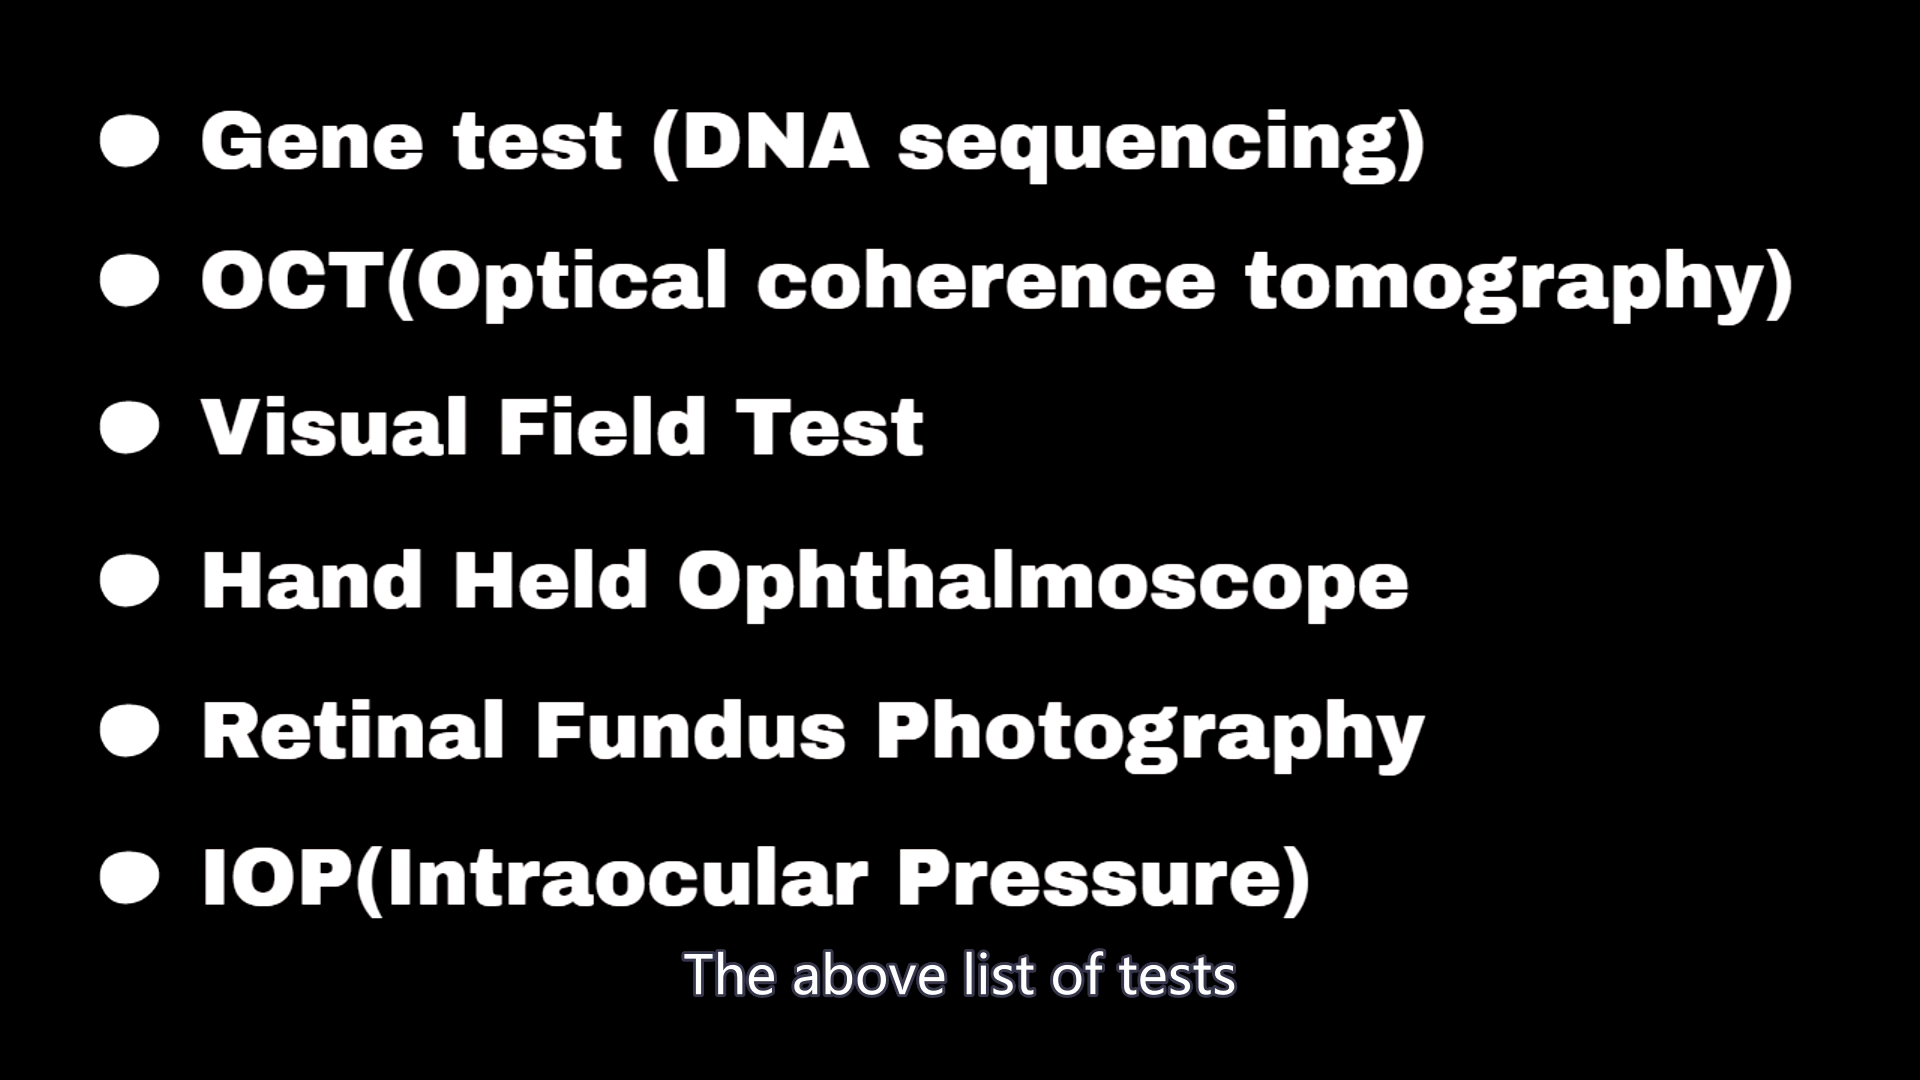 ● Gene test (DNA sequencing)
● OCT(Optical coherence tomography)
● Visual Field Test
● Hand Held Ophthalmoscope
● Retinal Fundus Photography
● IOP(Intraocular Pressure)
The above list of tests